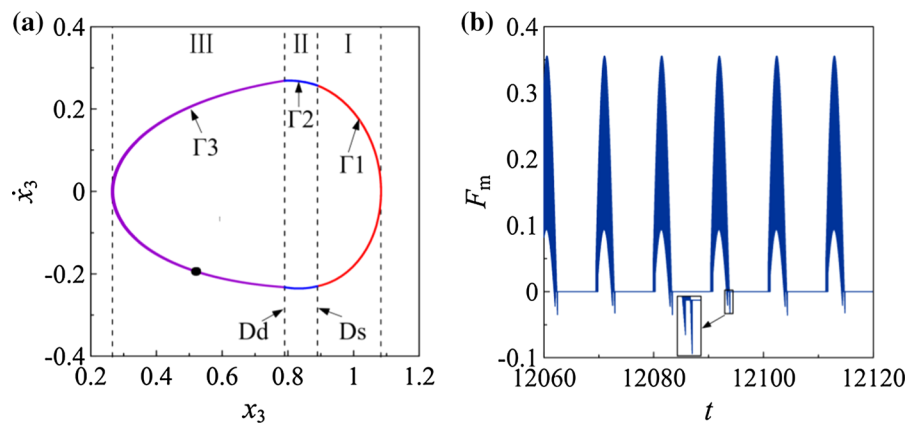 (a)
0.4
0.2
0
-0.2
-0.4
ẋ₃
III
II
I
Γ3
Γ2
Γ1
Dd
Ds
0.2
0.4
0.6
0.8
1
1.2
x₃
(b)
0.4
0.3
0.2
0.1
0
-0.1
Fₘ
12060
12080
12100
12120
t